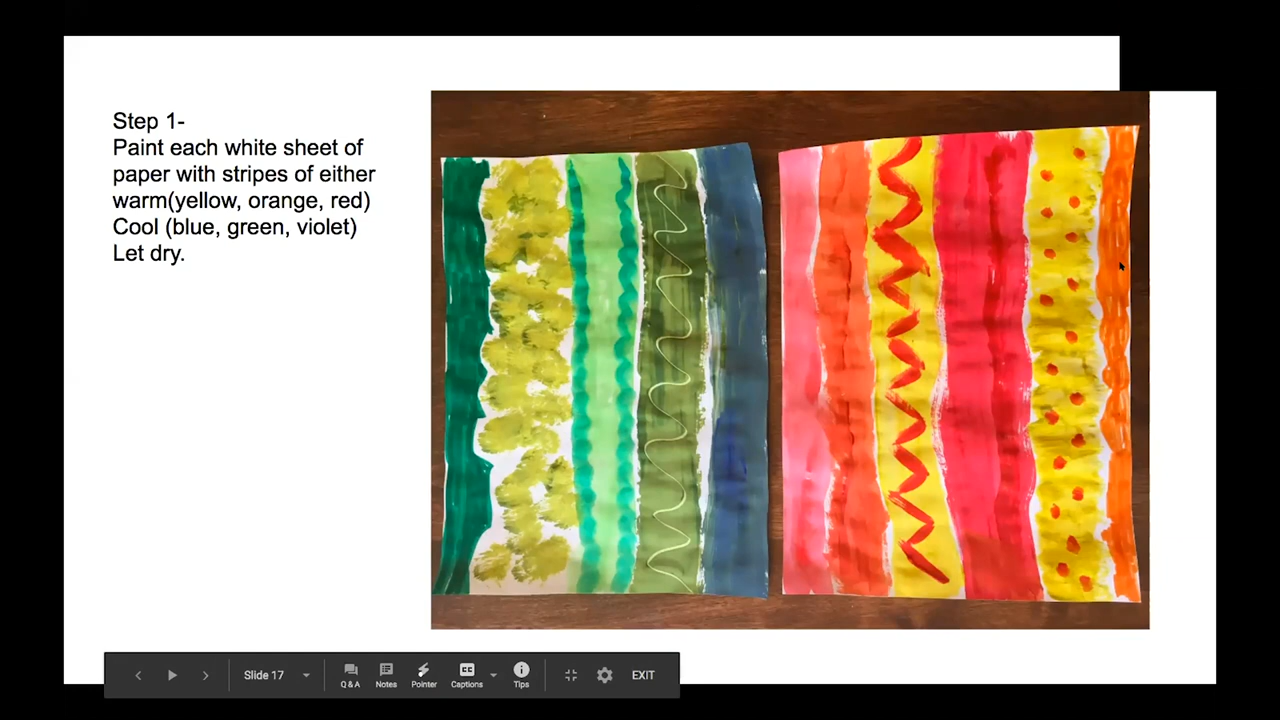 Step 1-
Paint each white sheet of
paper with stripes of either
warm(yellow, orange, red)
Cool (blue, green, violet)
Let dry.
Slide 17
Q & A
Notes
Pointer
CC
Captions
Tips
EXIT